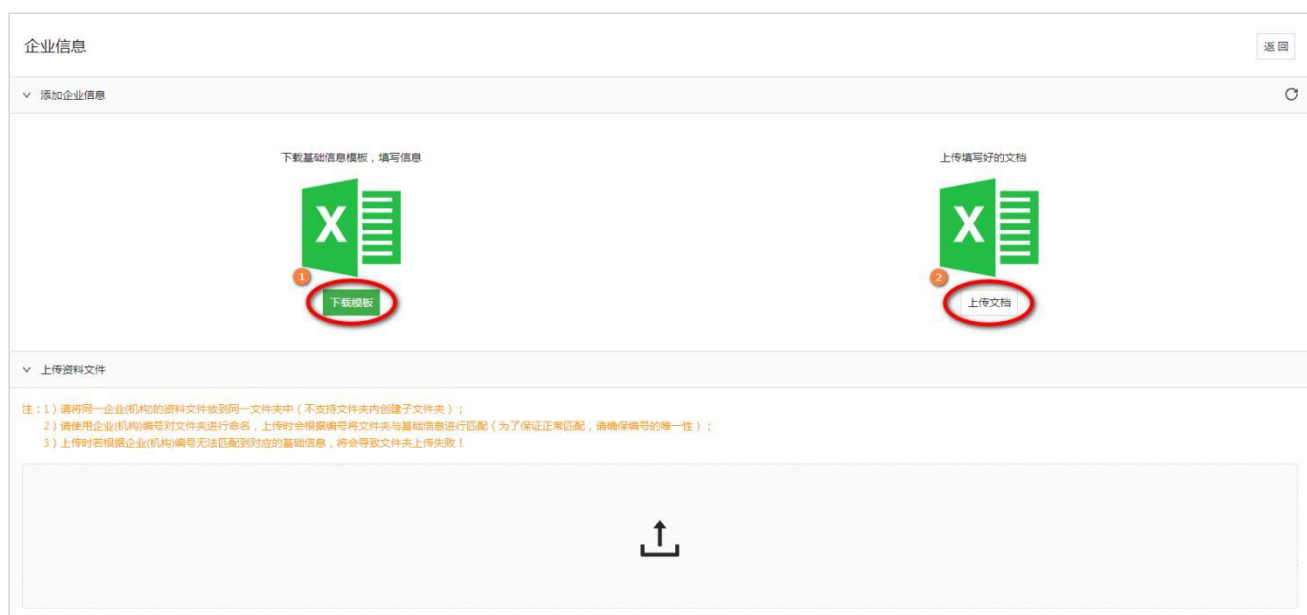 企业信息
返回
添加企业信息
下载基础信息模板，填写信息
上传填写好的文档
X
X
1
2
下载模板
上传文档
上传资料文件
注：1）请将同一企业(机构)的资料文件放到同一文件夹中（不支持文件夹内创建子文件夹）；
2）请使用企业(机构)编号对文件夹进行命名，上传时会根据编号将文件夹与基础信息进行匹配（为了保证正常匹配，请确保编号的唯一性）；
3）上传时若根据企业(机构)编号无法匹配到对应的基础信息，将会导致文件夹上传失败！